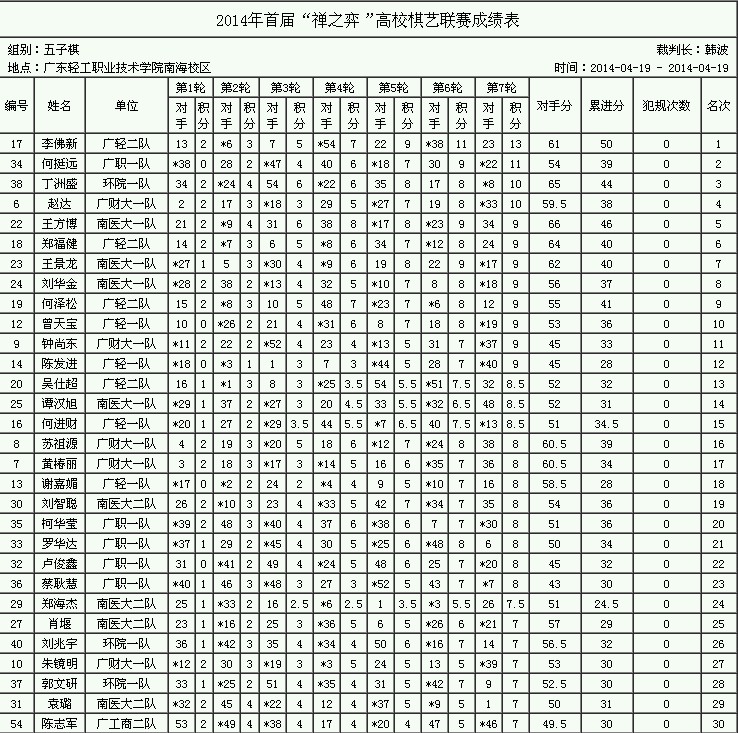 2014年首届“禅之弈 ”高校棋艺联赛成绩表
组别：五子棋 裁判长：韩波
地点：广东轻工职业技术学院南海校区 时间：2014-04-19 - 2014-04-19
编号 姓名 单位 第1轮 第2轮 第3轮 第4轮 第5轮 第6轮 第7轮 对手分 累进分 犯规次数 名次
对手 积分 对手 积分 对手 积分 对手 积分 对手 积分 对手 积分 对手 积分
17 李佛新 广轻二队 13 2 *6 3 7 5 *54 7 22 9 *38 11 23 13 61 50 0 1
34 何挺远 广职一队 *38 0 28 2 *47 4 40 6 *18 7 30 9 *22 11 54 39 0 2
38 丁洲盛 环院一队 34 2 *24 4 54 6 *22 6 35 8 17 8 *8 10 65 44 0 3
6 赵达 广财大一队 2 2 17 3 *18 3 29 5 *27 7 19 8 *33 10 59.5 38 0 4
22 王方博 南医大一队 21 2 *9 4 31 6 38 8 *17 8 *23 9 34 9 66 46 0 5
18 郑福健 广轻二队 14 2 *7 3 6 5 *8 6 34 7 *12 8 24 9 64 40 0 6
23 王景龙 南医大一队 *27 1 5 3 *30 4 *9 6 19 8 22 9 *17 9 62 40 0 7
24 刘华金 南医大一队 *28 2 38 2 *13 4 32 5 *10 7 8 8 *18 9 56 37 0 8
19 何泽松 广轻二队 15 2 *8 3 10 5 48 7 *23 7 *6 8 12 9 55 41 0 9
12 曾天宝 广轻一队 10 0 *26 2 21 4 *31 6 8 7 18 8 *19 9 53 36 0 10
9 钟尚东 广财大一队 *11 2 22 2 *52 4 23 4 *13 5 31 7 *37 9 45 33 0 11
14 陈发进 广轻一队 *18 0 *3 1 1 3 7 3 *44 5 28 7 *40 9 45 28 0 12
20 吴仕超 广轻二队 16 1 *1 3 8 3 *25 3.5 54 5.5 *51 7.5 32 8.5 52 32 0 13
25 谭汉旭 南医大一队 *29 1 37 2 *27 3 20 4.5 33 5.5 *32 6.5 48 8.5 52 31 0 14
16 何进财 广轻一队 *20 1 27 2 *29 3.5 44 5.5 *7 6.5 40 7.5 *13 8.5 51 34.5 0 15
8 苏祖源 广财大一队 4 2 19 3 *20 5 18 6 *12 7 *24 8 38 8 60.5 39 0 16
7 黄椿丽 广财大一队 3 2 18 3 *17 3 *14 5 16 6 *35 7 36 8 60.5 34 0 17
13 谢嘉媚 广轻一队 *17 0 *2 2 24 2 *4 4 9 5 *10 7 16 8 58.5 28 0 18
30 刘智聪 南医大二队 26 2 *10 3 23 4 *33 5 42 7 *34 7 35 8 54 36 0 19
35 柯华莹 广职一队 *39 2 48 3 *40 4 37 6 *38 6 7 7 *30 8 51 36 0 20
33 罗华达 广职一队 *37 1 29 2 *45 4 30 5 *25 6 *48 8 6 8 50 34 0 21
32 卢俊鑫 广职一队 31 0 *41 2 49 4 *24 5 48 6 25 7 *20 8 45 32 0 22
36 蔡耿慧 广职一队 *40 1 46 3 *48 3 27 3 *52 5 43 7 *7 8 43 30 0 23
29 郑海杰 南医大二队 25 1 *33 2 16 2.5 *6 2.5 1 3.5 *3 5.5 26 7.5 51 24.5 0 24
27 肖堰 南医大二队 23 1 *16 2 25 3 *36 5 6 5 *26 6 *21 7 57 29 0 25
40 刘兆宇 环院一队 36 1 *42 3 35 4 *34 4 50 6 *16 7 14 7 56.5 32 0 26
10 朱镜明 广财大一队 *12 2 30 3 *19 3 *3 5 24 5 13 5 *39 7 53 30 0 27
37 郭文研 环院一队 33 1 *25 2 51 4 *35 4 31 5 *42 7 9 7 52.5 30 0 28
31 袁璐 南医大二队 *32 2 45 4 *22 4 12 4 *37 5 *9 5 1 7 50 31 0 29
54 陈志军 广工商二队 53 2 *49 4 *38 4 17 4 *20 4 47 5 *46 7 49.5 30 0 30